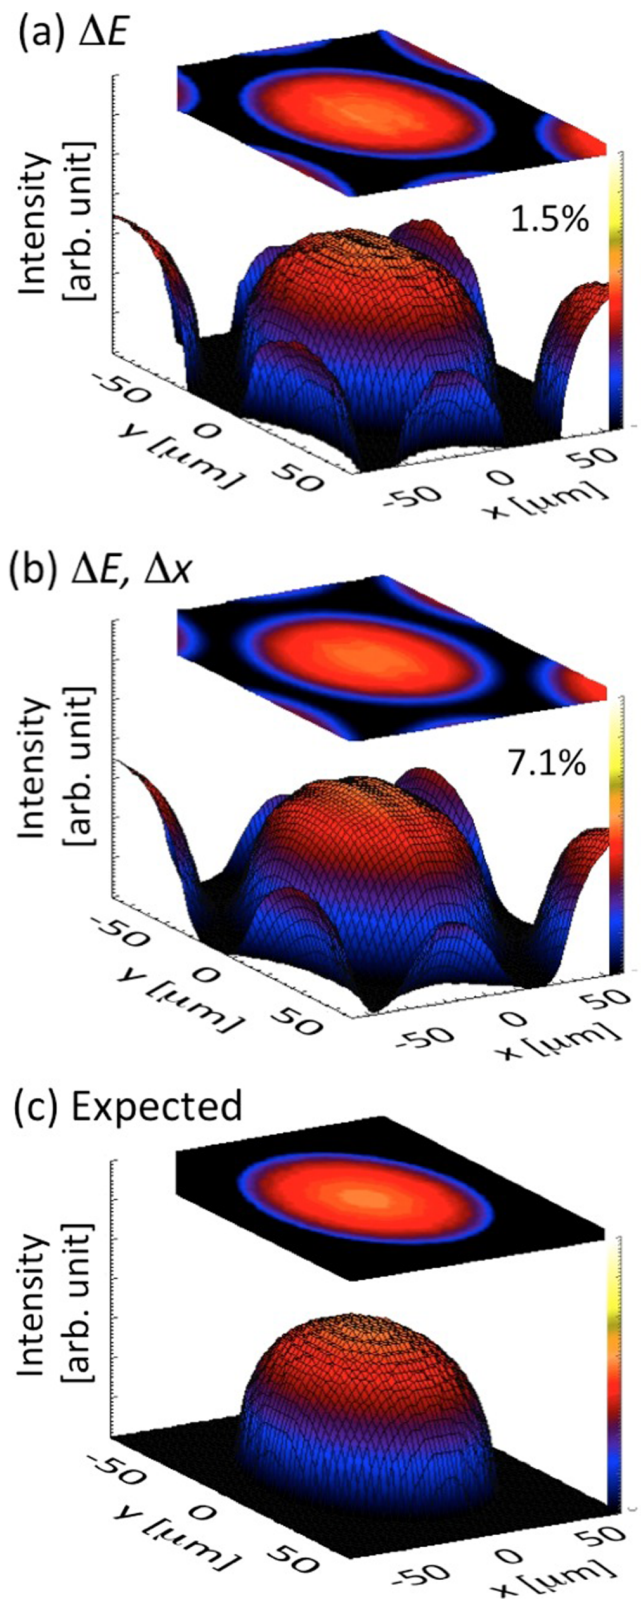 (a) ΔE
Intensity
[arb. unit]
1.5%
-50
0
50
y [μm]
-50
0
50
x [μm]
(b) ΔE, Δx
Intensity
[arb. unit]
7.1%
-50
0
50
y [μm]
-50
0
50
x [μm]
(c) Expected
Intensity
[arb. unit]
-50
0
50
y [μm]
-50
0
50
x [μm]